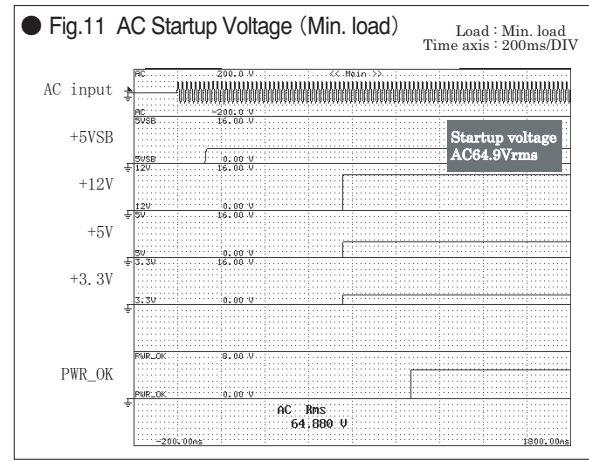 ● Fig.11 AC Startup Voltage (Min. load)
Load : Min. load
Time axis : 200ms/DIV
AC 200.0 V << Main >>
AC input
AC -200.0 V
5VSB 16.00 V
+5VSB
Startup voltage
AC64.9Vrms
5VSB 0.00 V
12V 16.00 V
+12V
12V 0.00 V
5V 16.00 V
+5V
5V 0.00 V
3.3V 16.00 V
+3.3V
3.3V 0.00 V
PWR_OK 8.00 V
PWR_OK
PWR_OK 0.00 V
AC Rms
64.880 V
-200.00ms 1800.00ms